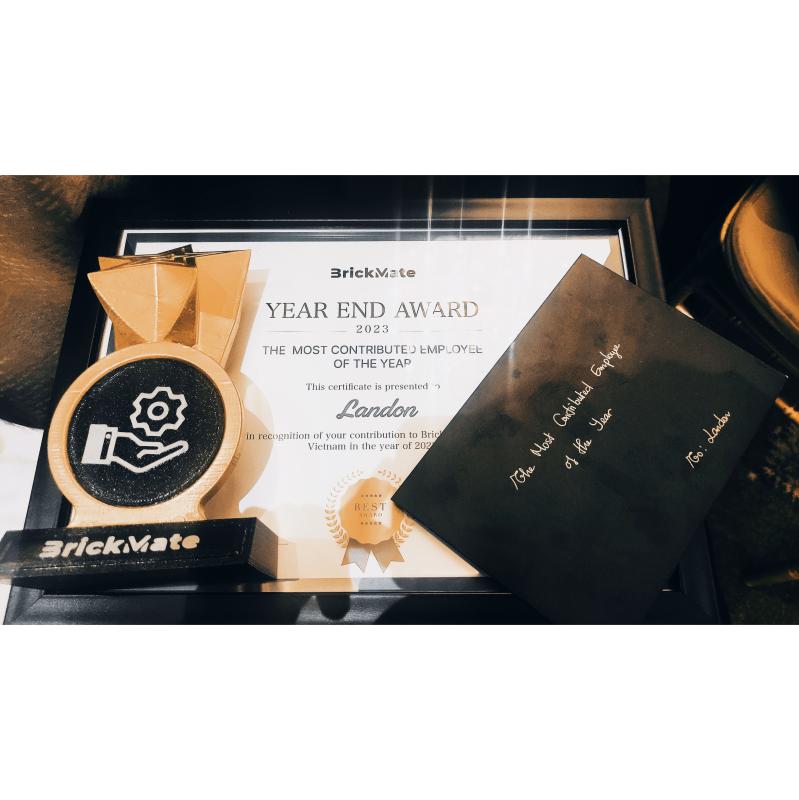 BrickMate
YEAR END AWARD
2023
THE MOST CONTRIBUTED EMPLOYEE
OF THE YEAR
This certificate is presented
Landon
in recognition of your contribution to
Vietnam in the year of
BEST
AWARD
BrickMate
The Most Contributed Employe
of the Year
To: Landon